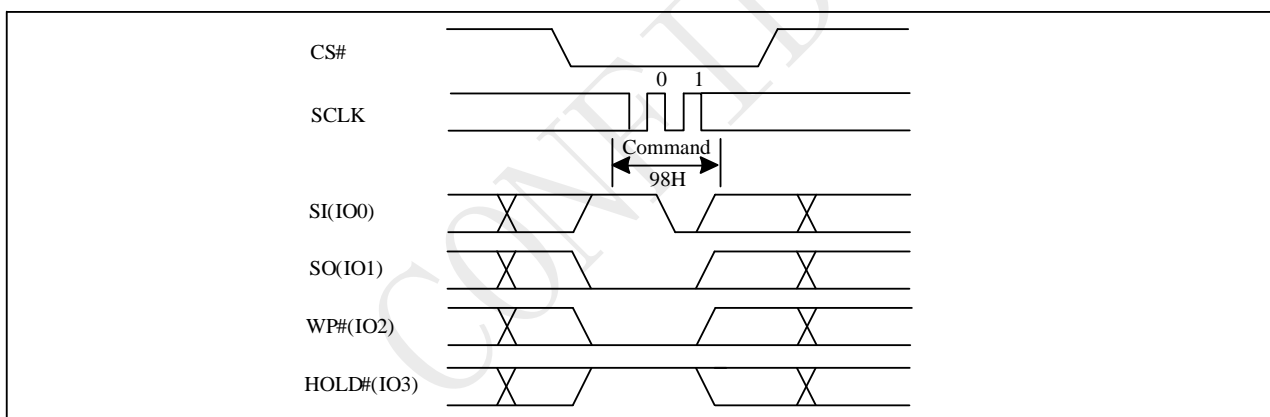 CS#
0 1
SCLK
Command
98H
SI(IO0)
SO(IO1)
WP#(IO2)
HOLD#(IO3)